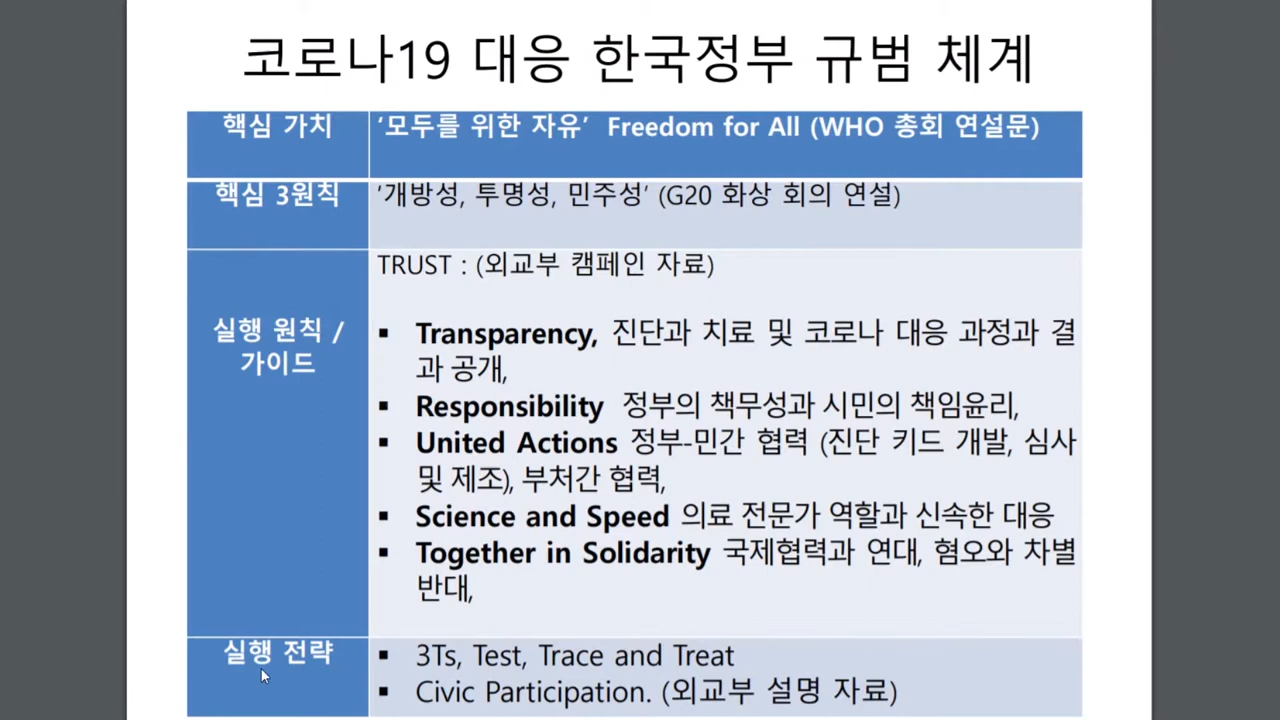 코로나19 대응 한국정부 규범 체계
핵심 가치
‘모두를 위한 자유’ Freedom for All (WHO 총회 연설문)
핵심 3원칙
‘개방성, 투명성, 민주성’ (G20 화상 회의 연설)
실행 원칙 /
가이드
TRUST : (외교부 캠페인 자료)
▪ Transparency, 진단과 치료 및 코로나 대응 과정과 결
과 공개,
▪ Responsibility 정부의 책무성과 시민의 책임윤리,
▪ United Actions 정부-민간 협력 (진단 키드 개발, 심사
및 제조), 부처간 협력,
▪ Science and Speed 의료 전문가 역할과 신속한 대응
▪ Together in Solidarity 국제협력과 연대, 혐오와 차별
반대,
실행 전략
▪ 3Ts, Test, Trace and Treat
▪ Civic Participation. (외교부 설명 자료)